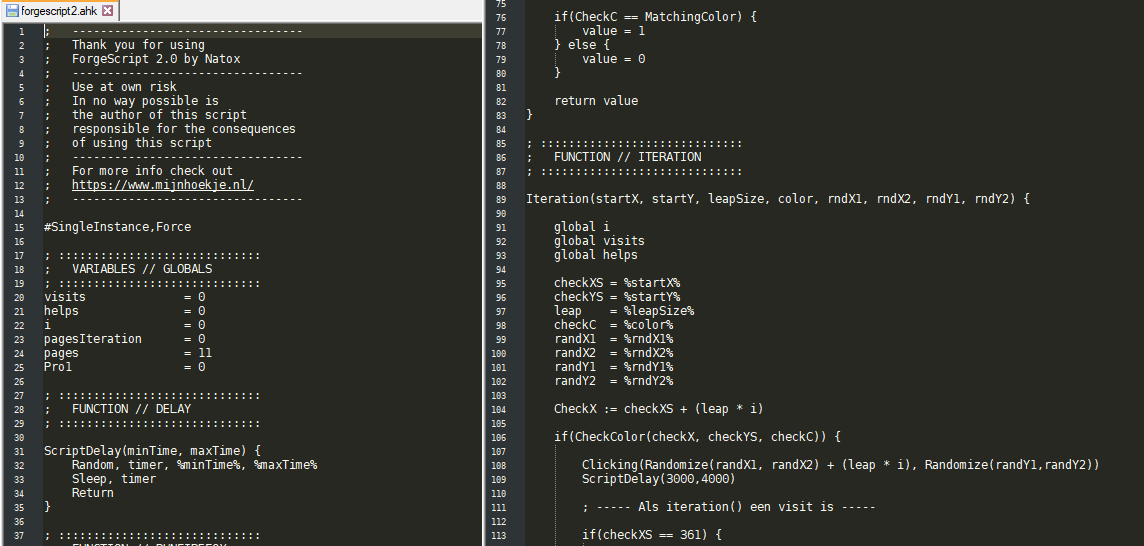 forgescript2.ahk
1 ;   ---------------------------------
2 ;   Thank you for using
3 ;   ForgeScript 2.0 by Natox
4 ;   ---------------------------------
5 ;   Use at own risk
6 ;   In no way possible is
7 ;   the author of this script
8 ;   responsible for the consequences
9 ;   of using this script
10 ;   ---------------------------------
11 ;   For more info check out
12 ;   https://www.mijnhoekje.nl/
13 ;   ---------------------------------
14
15 #SingleInstance,Force
16
17 ; :::::::::::::::::::::::::::::
18 ;   VARIABLES // GLOBALS
19 ; :::::::::::::::::::::::::::::
20 visits              = 0
21 helps               = 0
22 i                   = 0
23 pagesIteration      = 0
24 pages               = 11
25 Pro1                = 0
26
27 ; :::::::::::::::::::::::::::::
28 ;   FUNCTION // DELAY
29 ; :::::::::::::::::::::::::::::
30
31 ScriptDelay(minTime, maxTime) {
32     Random, timer, %minTime%, %maxTime%
33     Sleep, timer
34     Return
35 }
36
37 ; :::::::::::::::::::::::::::::
75
76     if(CheckC == MatchingColor) {
77         value = 1
78     } else {
79         value = 0
80     }
81
82     return value
83 }
84
85 ; :::::::::::::::::::::::::::::
86 ;   FUNCTION // ITERATION
87 ; :::::::::::::::::::::::::::::
88
89 Iteration(startX, startY, leapSize, color, rndX1, rndX2, rndY1, rndY2) {
90
91     global i
92     global visits
93     global helps
94
95     checkXS = %startX%
96     checkYS = %startY%
97     leap    = %leapSize%
98     checkC  = %color%
99     randX1  = %rndX1%
100     randX2  = %rndX2%
101     randY1  = %rndY1%
102     randY2  = %rndY2%
103
104     CheckX := checkXS + (leap * i)
105
106     if(CheckColor(checkX, checkYS, checkC)) {
107
108         Clicking(Randomize(randX1, randX2) + (leap * i), Randomize(randY1,randY2))
109         ScriptDelay(3000,4000)
110
111         ; ----- Als iteration() een visit is -----
112
113         if(checkXS == 361) {